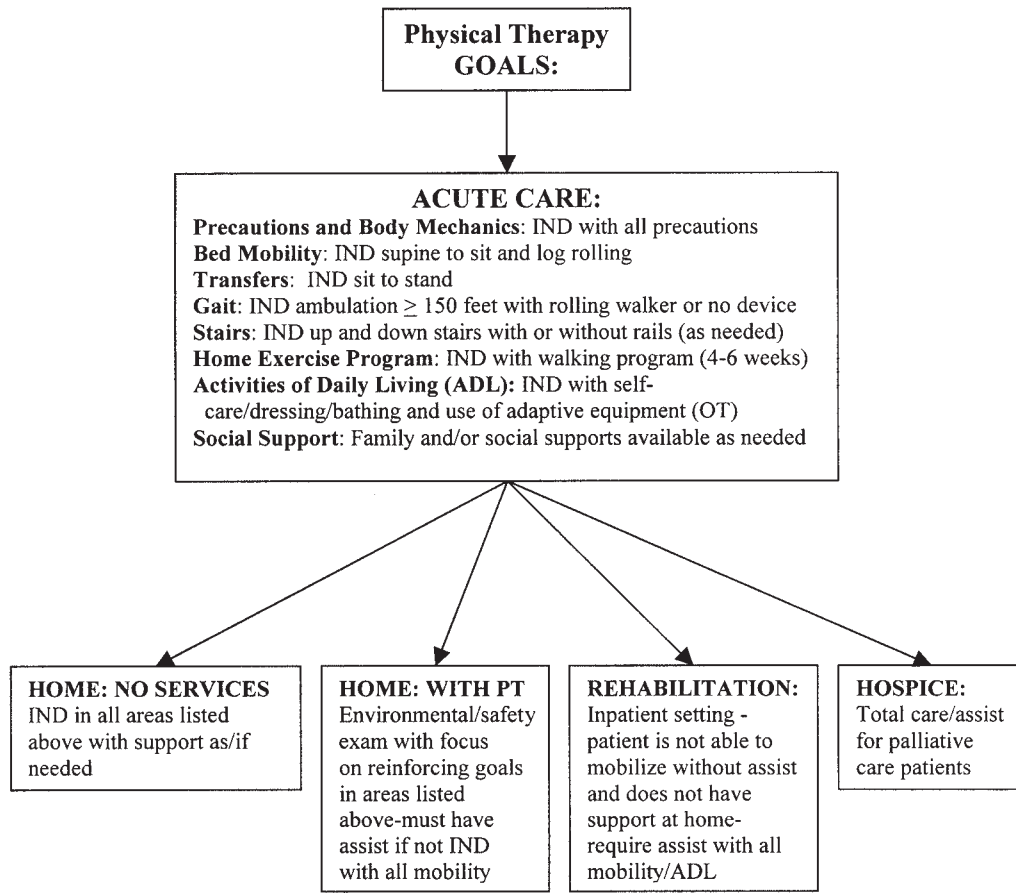 Physical Therapy
GOALS:
ACUTE CARE:
Precautions and Body Mechanics: IND with all precautions
Bed Mobility: IND supine to sit and log rolling
Transfers: IND sit to stand
Gait: IND ambulation ≥ 150 feet with rolling walker or no device
Stairs: IND up and down stairs with or without rails (as needed)
Home Exercise Program: IND with walking program (4-6 weeks)
Activities of Daily Living (ADL): IND with self-
care/dressing/bathing and use of adaptive equipment (OT)
Social Support: Family and/or social supports available as needed
HOME: NO SERVICES
IND in all areas listed
above with support as/if
needed
HOME: WITH PT
Environmental/safety
exam with focus
on reinforcing goals
in areas listed
above-must have
assist if not IND
with all mobility
REHABILITATION:
Inpatient setting -
patient is not able to
mobilize without assist
and does not have
support at home-
require assist with all
mobility/ADL
HOSPICE:
Total care/assist
for palliative
care patients